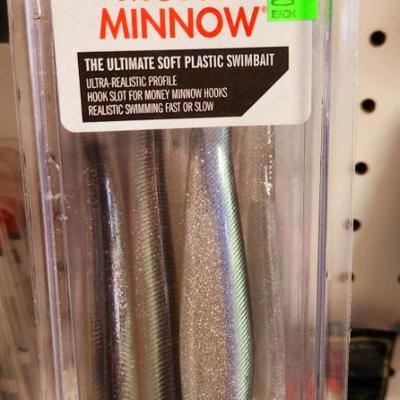 MINNOW®
EACH
THE ULTIMATE SOFT PLASTIC SWIMBAIT
ULTRA-REALISTIC PROFILE
HOOK SLOT FOR MONEY MINNOW HOOKS
REALISTIC SWIMMING FAST OR SLOW